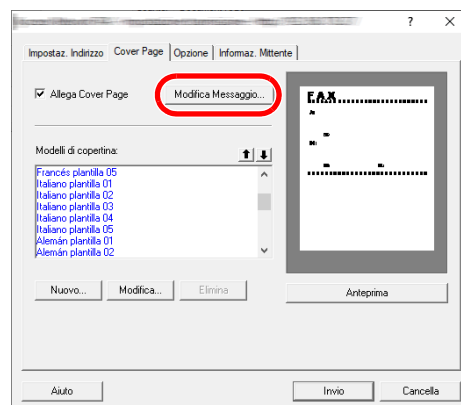 ?
Impostaz. Indirizzo Cover Page Opzione Informaz. Mittente
Allega Cover Page
Modifica Messaggio...
Modelli di copertina:
Francés plantilla 05
Italiano plantilla 01
Italiano plantilla 02
Italiano plantilla 03
Italiano plantilla 04
Italiano plantilla 05
Alemán plantilla 01
Alemán plantilla 02
Nuovo... Modifica... Elimina
FAX
Anteprima
Aiuto Invio Cancella